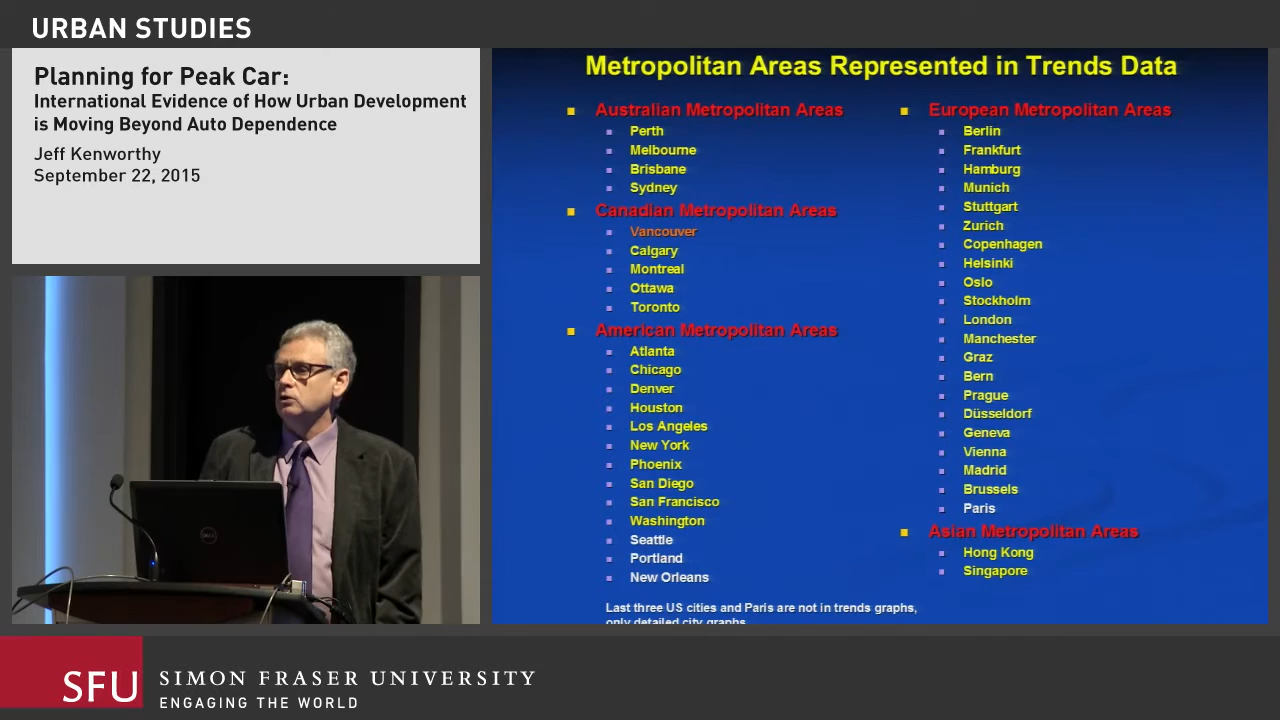 URBAN STUDIES
Planning for Peak Car:
International Evidence of How Urban Development
is Moving Beyond Auto Dependence
Jeff Kenworthy
September 22, 2015
Metropolitan Areas Represented in Trends Data
Australian Metropolitan Areas
Perth
Melbourne
Brisbane
Sydney
Canadian Metropolitan Areas
Vancouver
Calgary
Montreal
Ottawa
Toronto
American Metropolitan Areas
Atlanta
Chicago
Denver
Houston
Los Angeles
New York
Phoenix
San Diego
San Francisco
Washington
Seattle
Portland
New Orleans
Last three US cities and Paris are not in trends graphs,
only detailed city graphs
European Metropolitan Areas
Berlin
Frankfurt
Hamburg
Munich
Stuttgart
Zurich
Copenhagen
Helsinki
Oslo
Stockholm
London
Manchester
Graz
Bern
Prague
Düsseldorf
Geneva
Vienna
Madrid
Brussels
Paris
Asian Metropolitan Areas
Hong Kong
Singapore
DELL
SFU
SIMON FRASER UNIVERSITY
ENGAGING THE WORLD